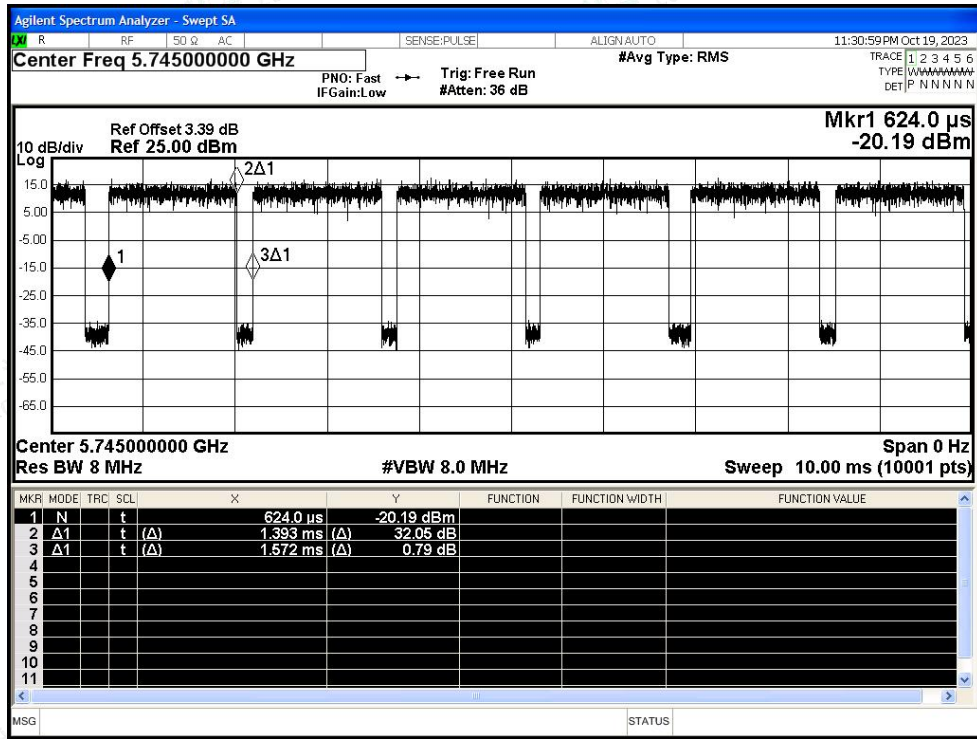 Agilent Spectrum Analyzer - Swept SA
LXI R RF 50 Ω AC SENSE:PULSE ALIGN AUTO 11:30:59 PM Oct 19, 2023
Center Freq 5.745000000 GHz #Avg Type: RMS TRACE 1 2 3 4 5 6
PNO: Fast Trig: Free Run TYPE
IFGain:Low #Atten: 36 dB DET P N N N N N
Mkr1 624.0 µs
Ref Offset 3.39 dB
10 dB/div Ref 25.00 dBm -20.19 dBm
Log
2Δ1
15.0
5.00
-5.00
1 3Δ1
-15.0
-25.0
-35.0
-45.0
-55.0
-65.0
Center 5.745000000 GHz Span 0 Hz
Res BW 8 MHz #VBW 8.0 MHz Sweep 10.00 ms (10001 pts)
MKR MODE TRC SCL X Y FUNCTION FUNCTION WIDTH FUNCTION VALUE
1 N t 624.0 µs -20.19 dBm
2 Δ1 t (Δ) 1.393 ms (Δ) 32.05 dB
3 Δ1 t (Δ) 1.572 ms (Δ) 0.79 dB
4
5
6
7
8
9
10
11
MSG STATUS